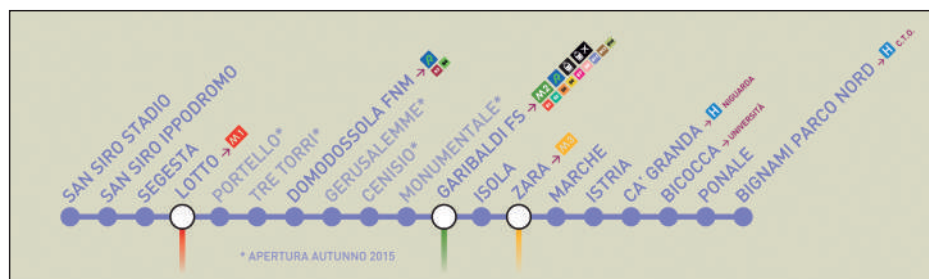 SAN SIRO STADIO
SAN SIRO IPPODROMO
SEGESTA
LOTTO → M1
PORTELLO*
TRE TORRI*
DOMODOSSOLA FNM →
GERUSALEMME*
CENISIO*
MONUMENTALE*
GARIBALDI FS → M2
ISOLA
ZARA → M3
MARCHE
ISTRIA
CA' GRANDA → H NIGUARDA
BICOCCA → UNIVERSITÀ
PONALE
BIGNAMI PARCO NORD → H C.T.O.
* APERTURA AUTUNNO 2015